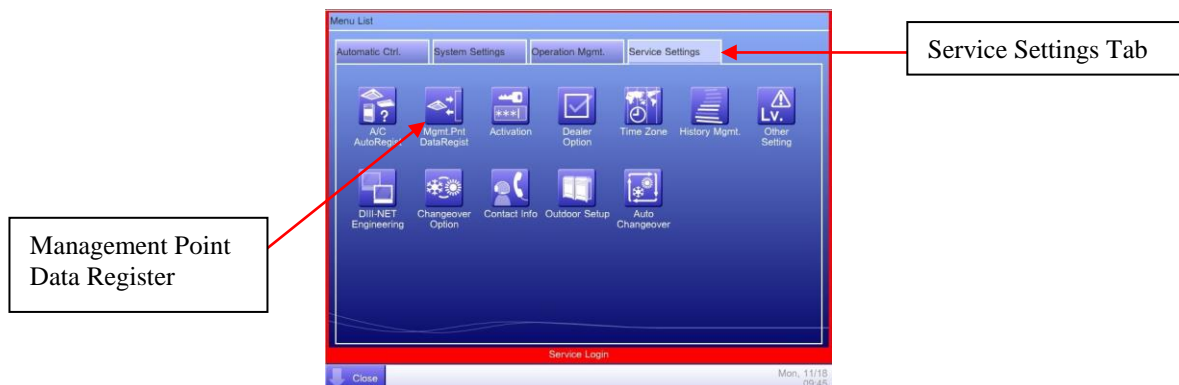 Menu List
Automatic Ctrl. System Settings Operation Mgmt. Service Settings
Service Settings Tab
***
?
Lv.
A/C AutoRegist
Mgmt.Pnt DataRegist
Activation
Dealer Option
Time Zone
History Mgmt.
Other Setting
DIII-NET Engineering
Changeover Option
Contact Info
Outdoor Setup
Auto Changeover
Management Point
Data Register
Service Login
Close
Mon, 11/18
09:45